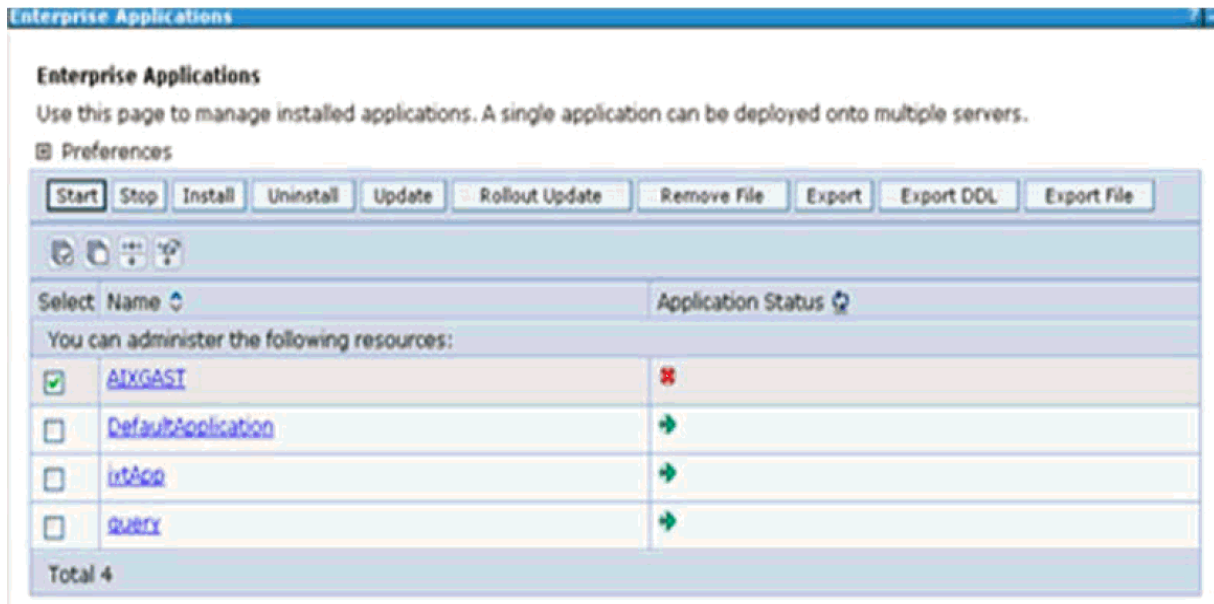 Enterprise Applications
Enterprise Applications
Use this page to manage installed applications. A single application can be deployed onto multiple servers.
Preferences
Start Stop Install Uninstall Update Rollout Update Remove File Export Export DDL Export File
Select Name Application Status
You can administer the following resources:
AIXGAST
DefaultApplication
ivtApp
query
Total 4